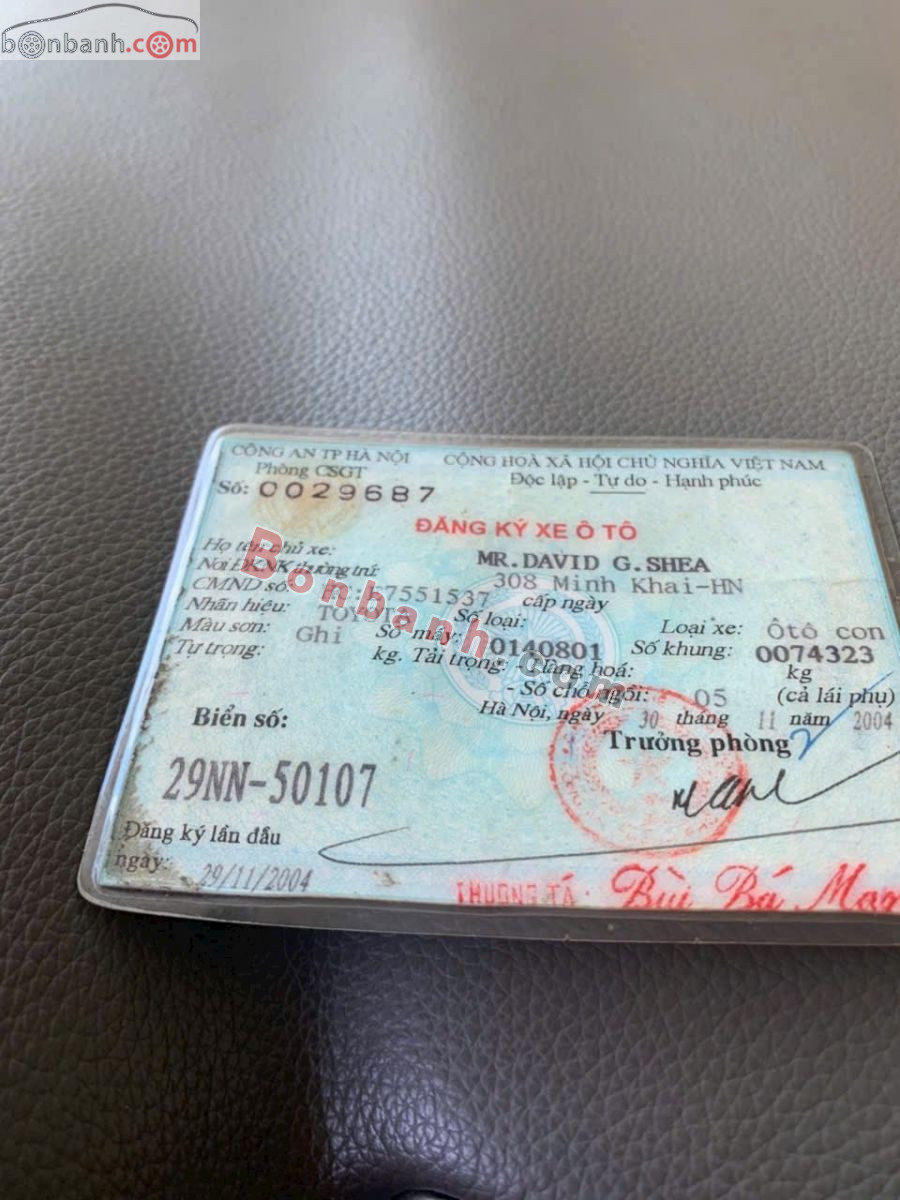 bonbanh.com
CÔNG AN TP HÀ NỘI
Phòng CSGT
Số: 0029687
CỘNG HOÀ XÃ HỘI CHỦ NGHĨA VIỆT NAM
Độc lập - Tự do - Hạnh phúc
ĐĂNG KÝ XE Ô TÔ
Họ tên chủ xe: MR.DAVID G.SHEA
Nơi ĐKNK thường trú: 308 Minh Khai-HN
CMND số: 57551537 cấp ngày
Nhãn hiệu: TOYOTA Số loại: Loại xe: Ôtô con
Màu sơn: Ghi Số máy: 0140801 Số khung: 0074323
Tự trọng: kg. Tải trọng: - Hàng hoá: kg
- Số chỗ ngồi: 05 (cả lái phụ)
Hà Nội, ngày 30 tháng 11 năm 2004
Trưởng phòng
Biển số:
29NN-50107
Đăng ký lần đầu
ngày: 29/11/2004
THƯỢNG TÁ: Bùi Bá
Bonbanh.com